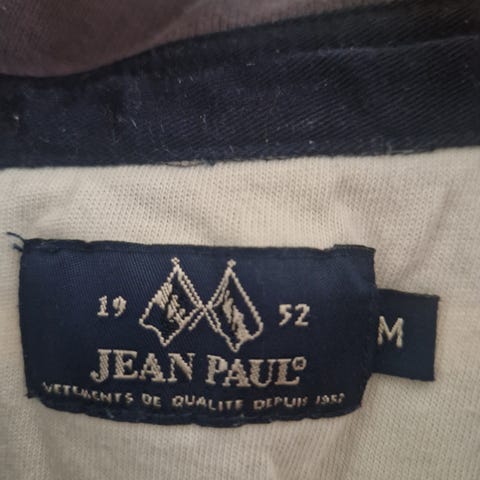 19 52
JEAN PAUL®
VETEMENTS DE QUALITE DEPUIS 1952
M